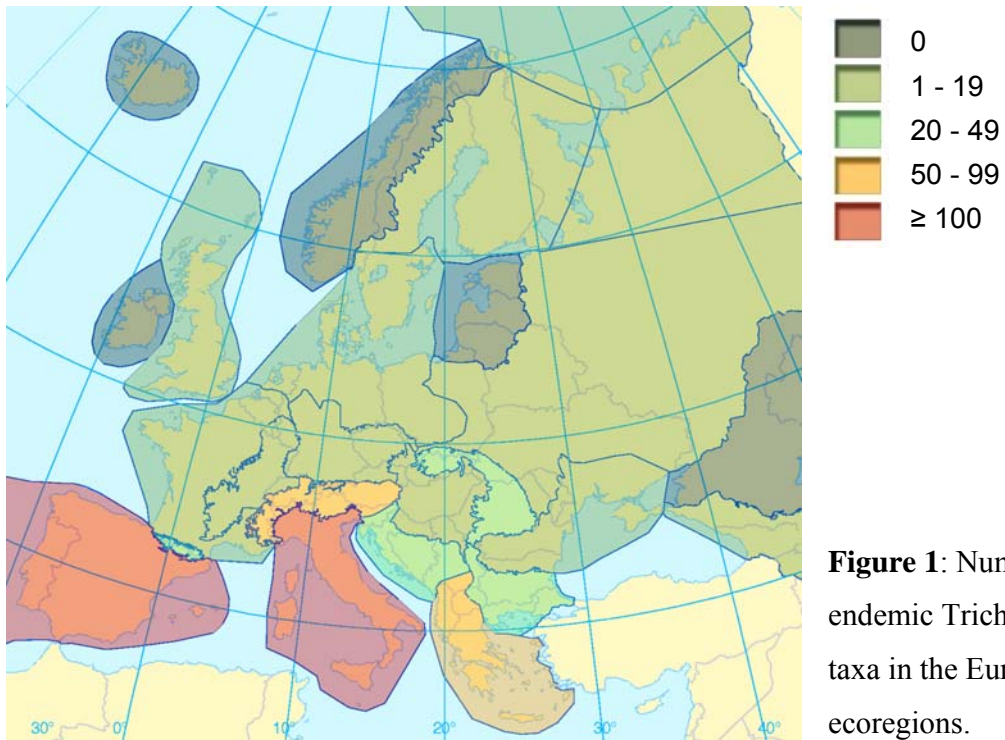 0
1 - 19
20 - 49
50 - 99
≥ 100
Figure 1: Nun
endemic Trich
taxa in the Eur
ecoregions.
30° 0° 10° 20° 30° 40°